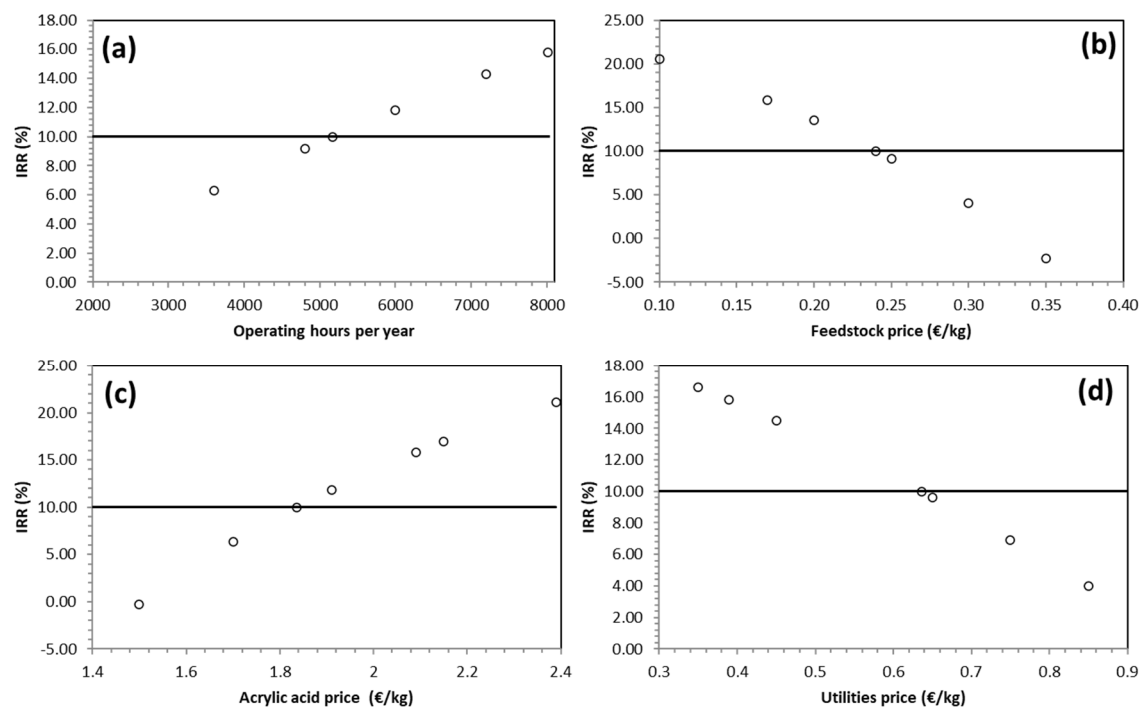 (a)
18.00
16.00
14.00
12.00
10.00
8.00
6.00
4.00
2.00
0.00
IRR (%)
2000 3000 4000 5000 6000 7000 8000
Operating hours per year
(b)
25.00
20.00
15.00
10.00
5.00
0.00
-5.00
IRR (%)
0.10 0.15 0.20 0.25 0.30 0.35 0.40
Feedstock price (€/kg)
(c)
25.00
20.00
15.00
10.00
5.00
0.00
-5.00
IRR (%)
1.4 1.6 1.8 2 2.2 2.4
Acrylic acid price (€/kg)
(d)
18.00
16.00
14.00
12.00
10.00
8.00
6.00
4.00
2.00
0.00
IRR (%)
0.3 0.4 0.5 0.6 0.7 0.8 0.9
Utilities price (€/kg)